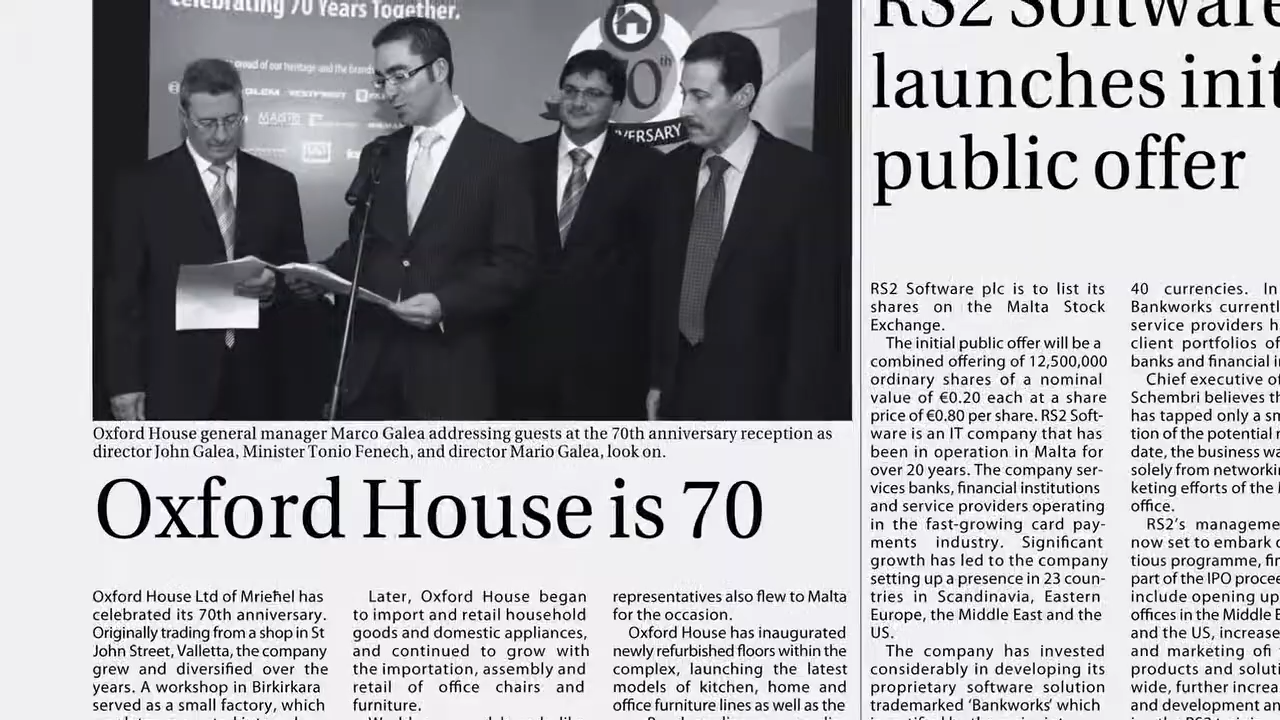 Celebrating 70 Years Together.
proud of our heritage and the brands
th
VERSARY
Oxford House general manager Marco Galea addressing guests at the 70th anniversary reception as
director John Galea, Minister Tonio Fenech, and director Mario Galea, look on.
Oxford House is 70
Oxford House Ltd of Mrieħel has
celebrated its 70th anniversary.
Originally trading from a shop in St
John Street, Valletta, the company
grew and diversified over the
years. A workshop in Birkirkara
served as a small factory, which
Later, Oxford House began
to import and retail household
goods and domestic appliances,
and continued to grow with
the importation, assembly and
retail of office chairs and
furniture.
representatives also flew to Malta
for the occasion.
Oxford House has inaugurated
newly refurbished floors within the
complex, launching the latest
models of kitchen, home and
office furniture lines as well as the
RS2 Software
launches init
public offer
RS2 Software plc is to list its
shares on the Malta Stock
Exchange.
The initial public offer will be a
combined offering of 12,500,000
ordinary shares of a nominal
value of €0.20 each at a share
price of €0.80 per share. RS2 Soft-
ware is an IT company that has
been in operation in Malta for
over 20 years. The company ser-
vices banks, financial institutions
and service providers operating
in the fast-growing card pay-
ments industry. Significant
growth has led to the company
setting up a presence in 23 coun-
tries in Scandinavia, Eastern
Europe, the Middle East and the
US.
The company has invested
considerably in developing its
proprietary software solution
trademarked 'Bankworks' which
40 currencies. In
Bankworks currentl
service providers h
client portfolios of
banks and financial i
Chief executive of
Schembri believes th
has tapped only a sm
tion of the potential
date, the business wa
solely from networki
keting efforts of the
office.
RS2's manageme
now set to embark
tious programme, fi
part of the IPO proce
include opening up
offices in the Middle E
and the US, increase
and marketing
products and soluti
wide, further increa
and development an